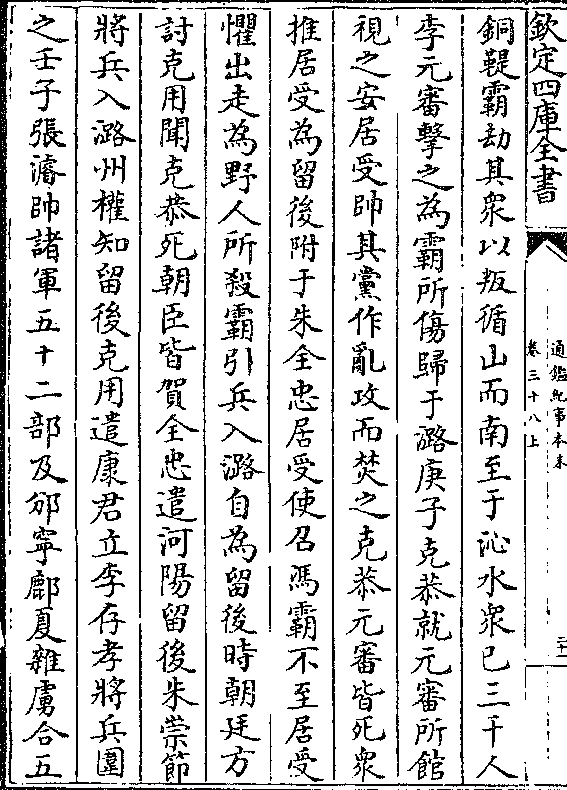 欽定四庫全書
通鑑紀事本末
卷三十八上
銅鞮霸劫其衆以叛循山而南至于沁水衆已三千人
李元審擊之為霸所傷歸于潞庚子克恭就元審所館
視之安居受帥其黨作亂攻而焚之克恭元審皆死衆
推居受為留後附于朱全忠居受使召馮霸不至居受
懼出走為野人所殺霸引兵入潞自為留後時朝廷方
討克用聞克恭死朝臣皆賀全忠遣河陽留後朱崇節
將兵入潞州權知留後克用遣康君立李存孝將兵圍
之壬子張濬帥諸軍五十二部及邠寧鄜夏雜虜合五